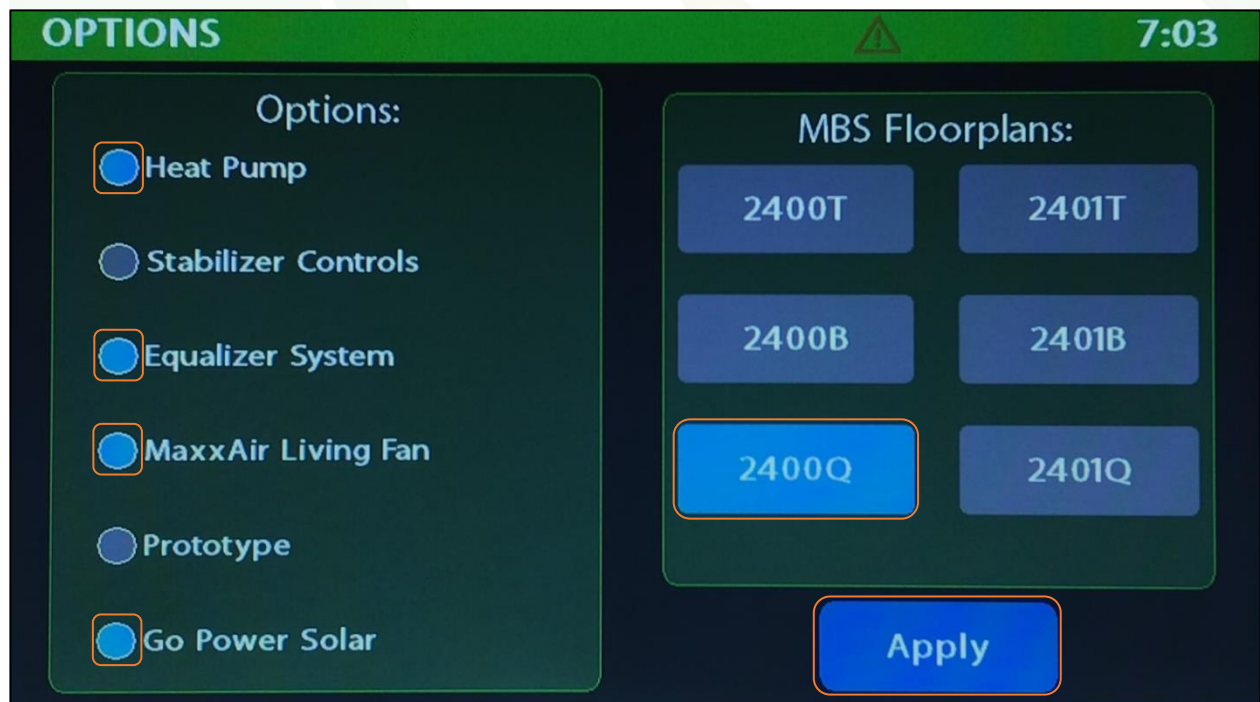 OPTIONS
7:03
Options:
Heat Pump
Stabilizer Controls
Equalizer System
MaxxAir Living Fan
Prototype
Go Power Solar
MBS Floorplans:
2400T
2401T
2400B
2401B
2400Q
2401Q
Apply